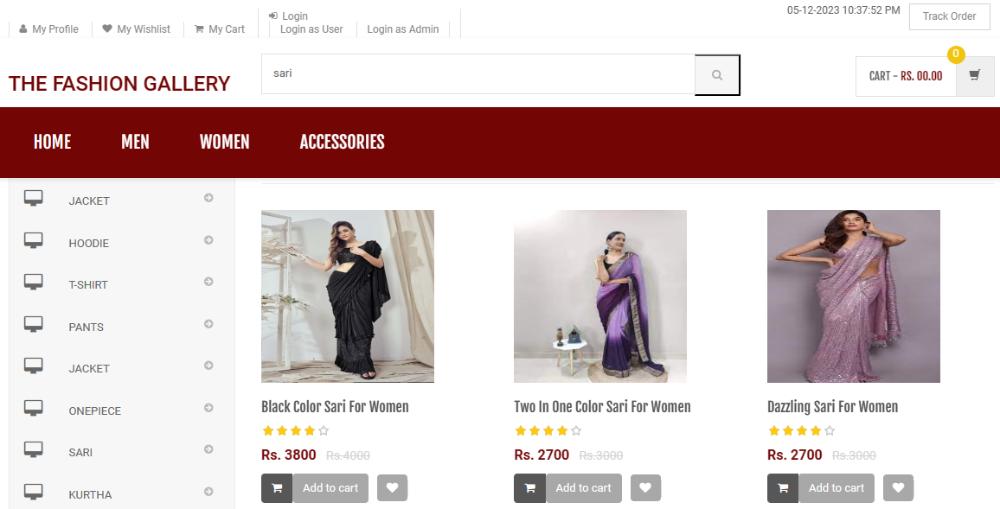 05-12-2023 10:37:52 PM
Track Order
Login
My Profile
My Wishlist
My Cart
Login as User
Login as Admin
THE FASHION GALLERY
sari
0
CART - RS. 00.00
HOME
MEN
WOMEN
ACCESSORIES
JACKET
HOODIE
T-SHIRT
PANTS
JACKET
ONEPIECE
SARI
KURTHA
Black Color Sari For Women
Rs. 3800 Rs.4000
Add to cart
Two In One Color Sari For Women
Rs. 2700 Rs.3000
Add to cart
Dazzling Sari For Women
Rs. 2700 Rs.3000
Add to cart